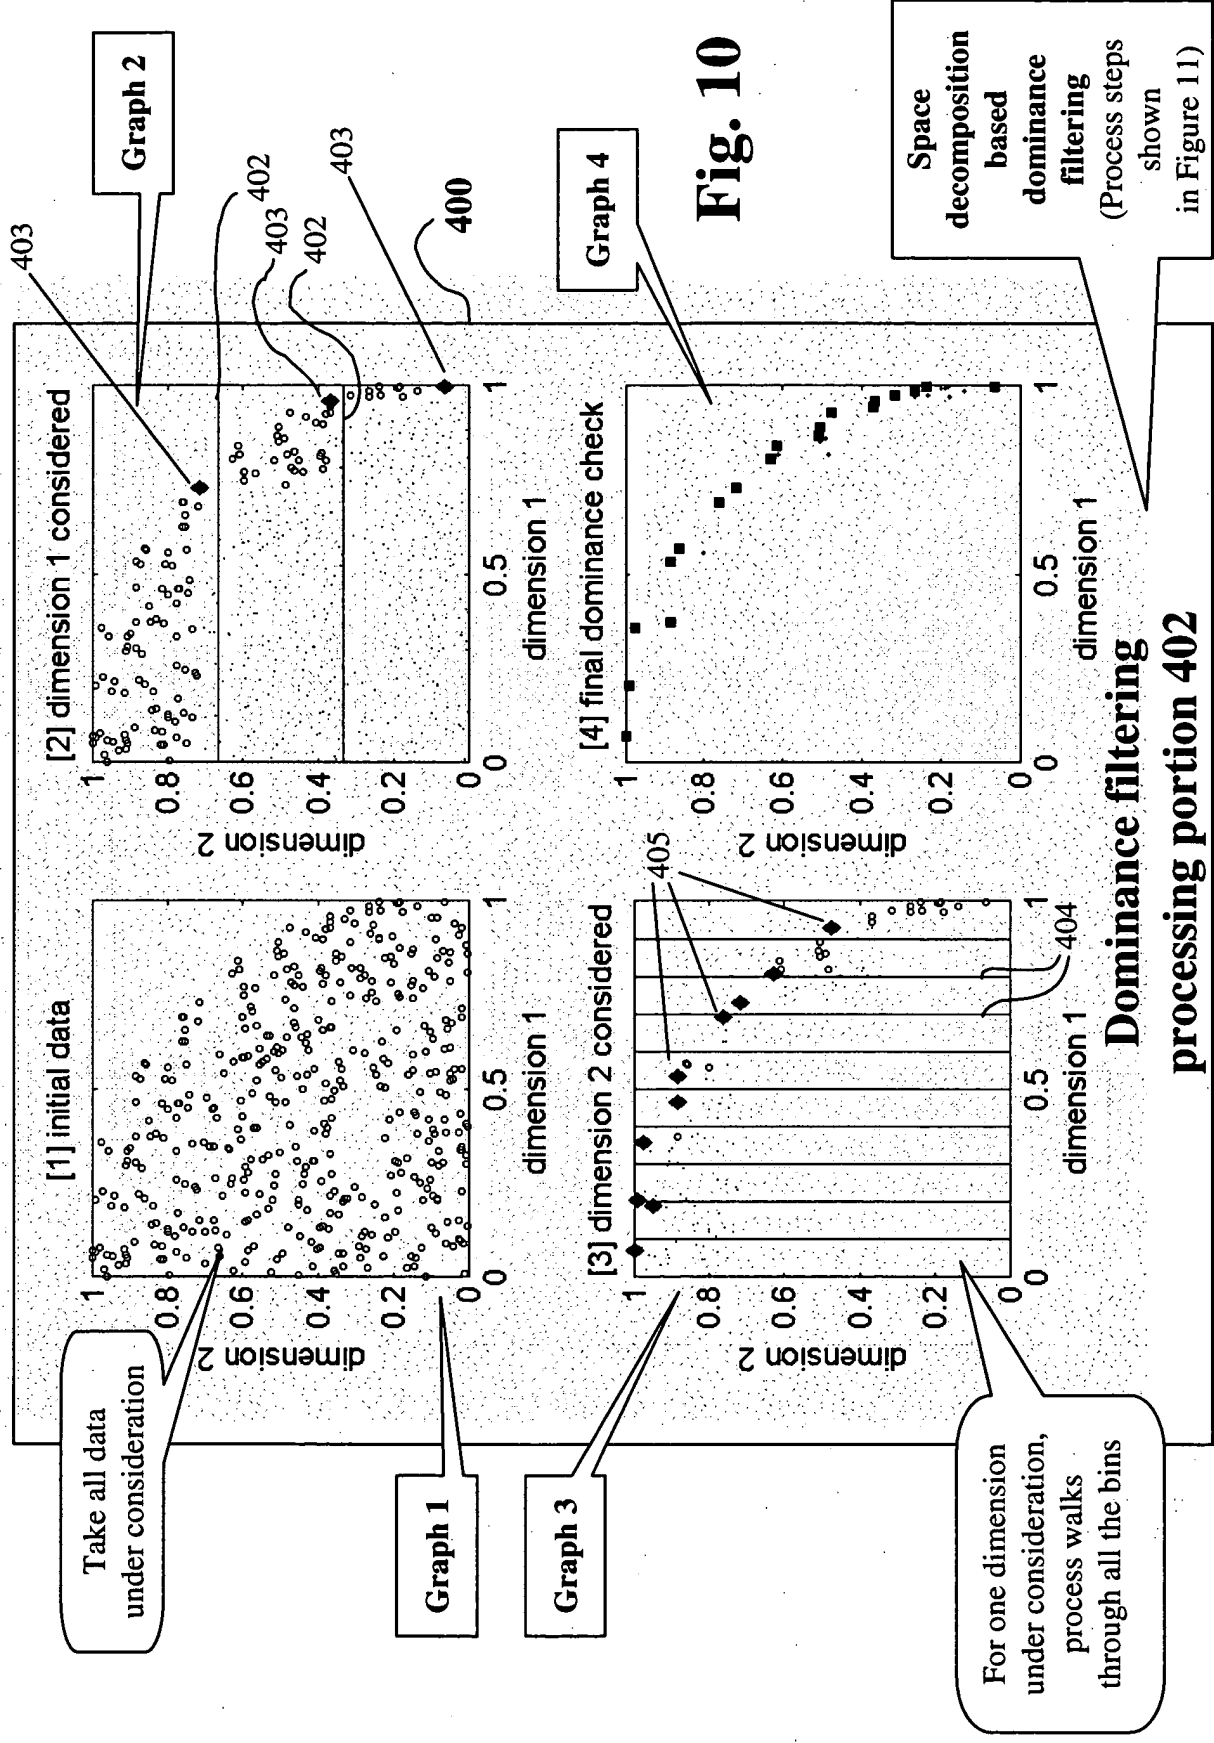 Take all data
under consideration
Graph 1
Graph 2
403
402
403
402
403
400
[1] initial data
1
0.8
0.6
0.4
0.2
0
dimension 2
0
0.5
1
dimension 1
[2] dimension 1 considered
1
0.8
0.6
0.4
0.2
0
dimension 2
0
0.5
1
dimension 1
Graph 3
Graph 4
[3] dimension 2 considered
1
0.8
0.6
0.4
0.2
0
dimension 2
0
0.5
1
dimension 1
405
404
[4] final dominance check
1
0.8
0.6
0.4
0.2
0
dimension 2
0
0.5
1
dimension 1
Fig. 10
For one dimension
under consideration,
process walks
through all the bins
Dominance filtering
processing portion 402
Space
decomposition
based
dominance
filtering
(Process steps
shown
in Figure 11)